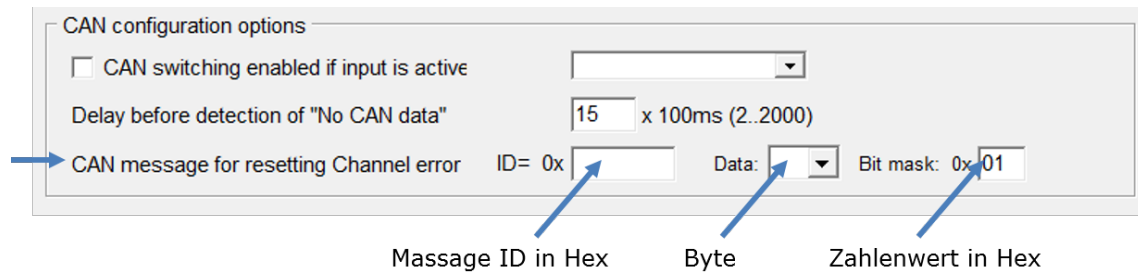 CAN configuration options
CAN switching enabled if input is active
Delay before detection of "No CAN data" 15 x 100ms (2..2000)
CAN message for resetting Channel error ID= 0x Data: Bit mask: 0x 01
Massage ID in Hex Byte Zahlenwert in Hex